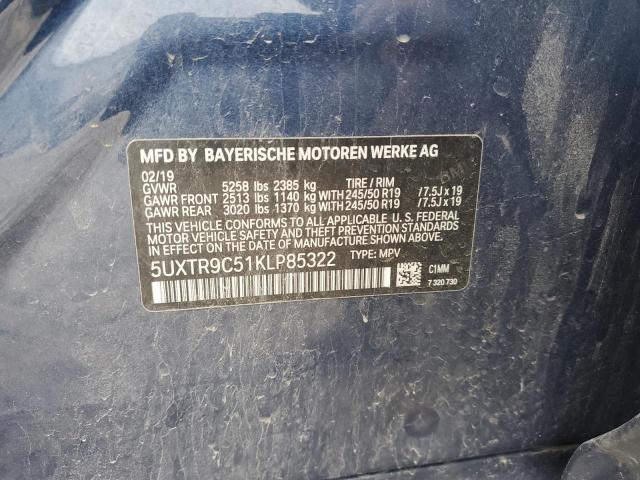 MFD BY BAYERISCHE MOTOREN WERKE AG
02/19
GVWR 5258 lbs 2385 kg TIRE / RIM
GAWR FRONT 2513 lbs 1140 kg WITH 245/50 R19 /7.5J x 19
GAWR REAR 3020 lbs 1370 kg WITH 245/50 R19 /7.5J x 19
THIS VEHICLE CONFORMS TO ALL APPLICABLE U. S. FEDERAL
MOTOR VEHICLE SAFETY STANDARDS IN EFFECT ON THE
DATE OF MANUFACTURE SHOWN ABOVE.
5UXTR9C51KLP85322 TYPE: MPV
C1MM
7 320 730